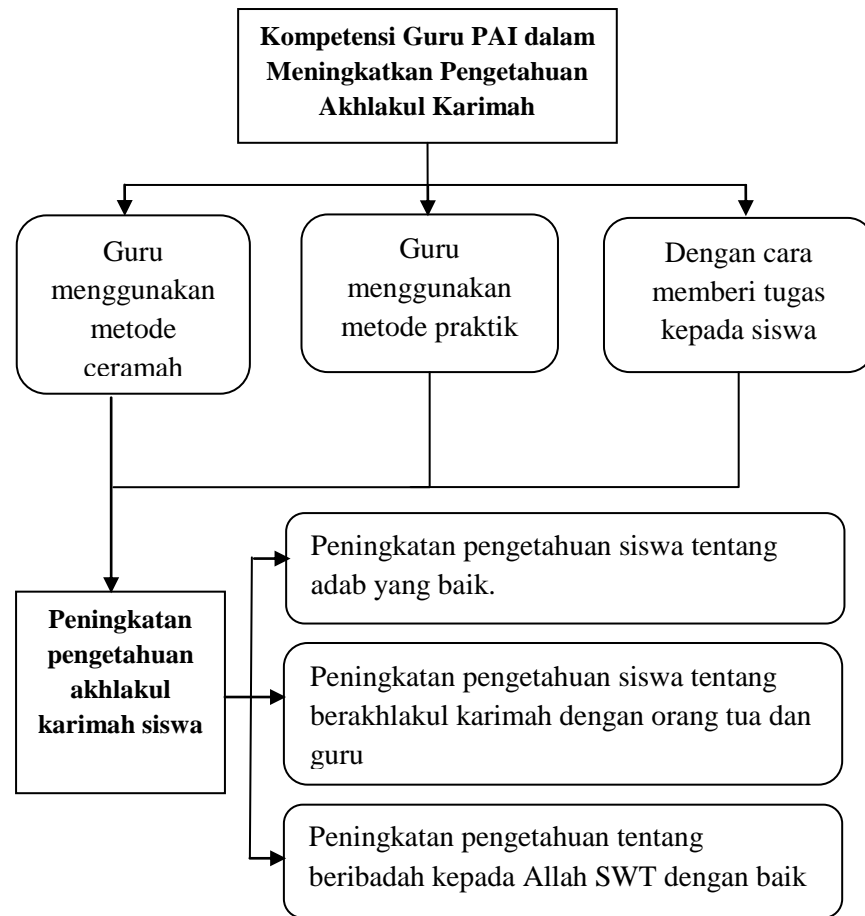 Kompetensi Guru PAI dalam
Meningkatkan Pengetahuan
Akhlakul Karimah
Guru
menggunakan
metode
ceramah
Guru
menggunakan
metode praktik
Dengan cara
memberi tugas
kepada siswa
Peningkatan
pengetahuan
akhlakul
karimah siswa
Peningkatan pengetahuan siswa tentang
adab yang baik.
Peningkatan pengetahuan siswa tentang
berakhlakul karimah dengan orang tua dan
guru
Peningkatan pengetahuan tentang
beribadah kepada Allah SWT dengan baik